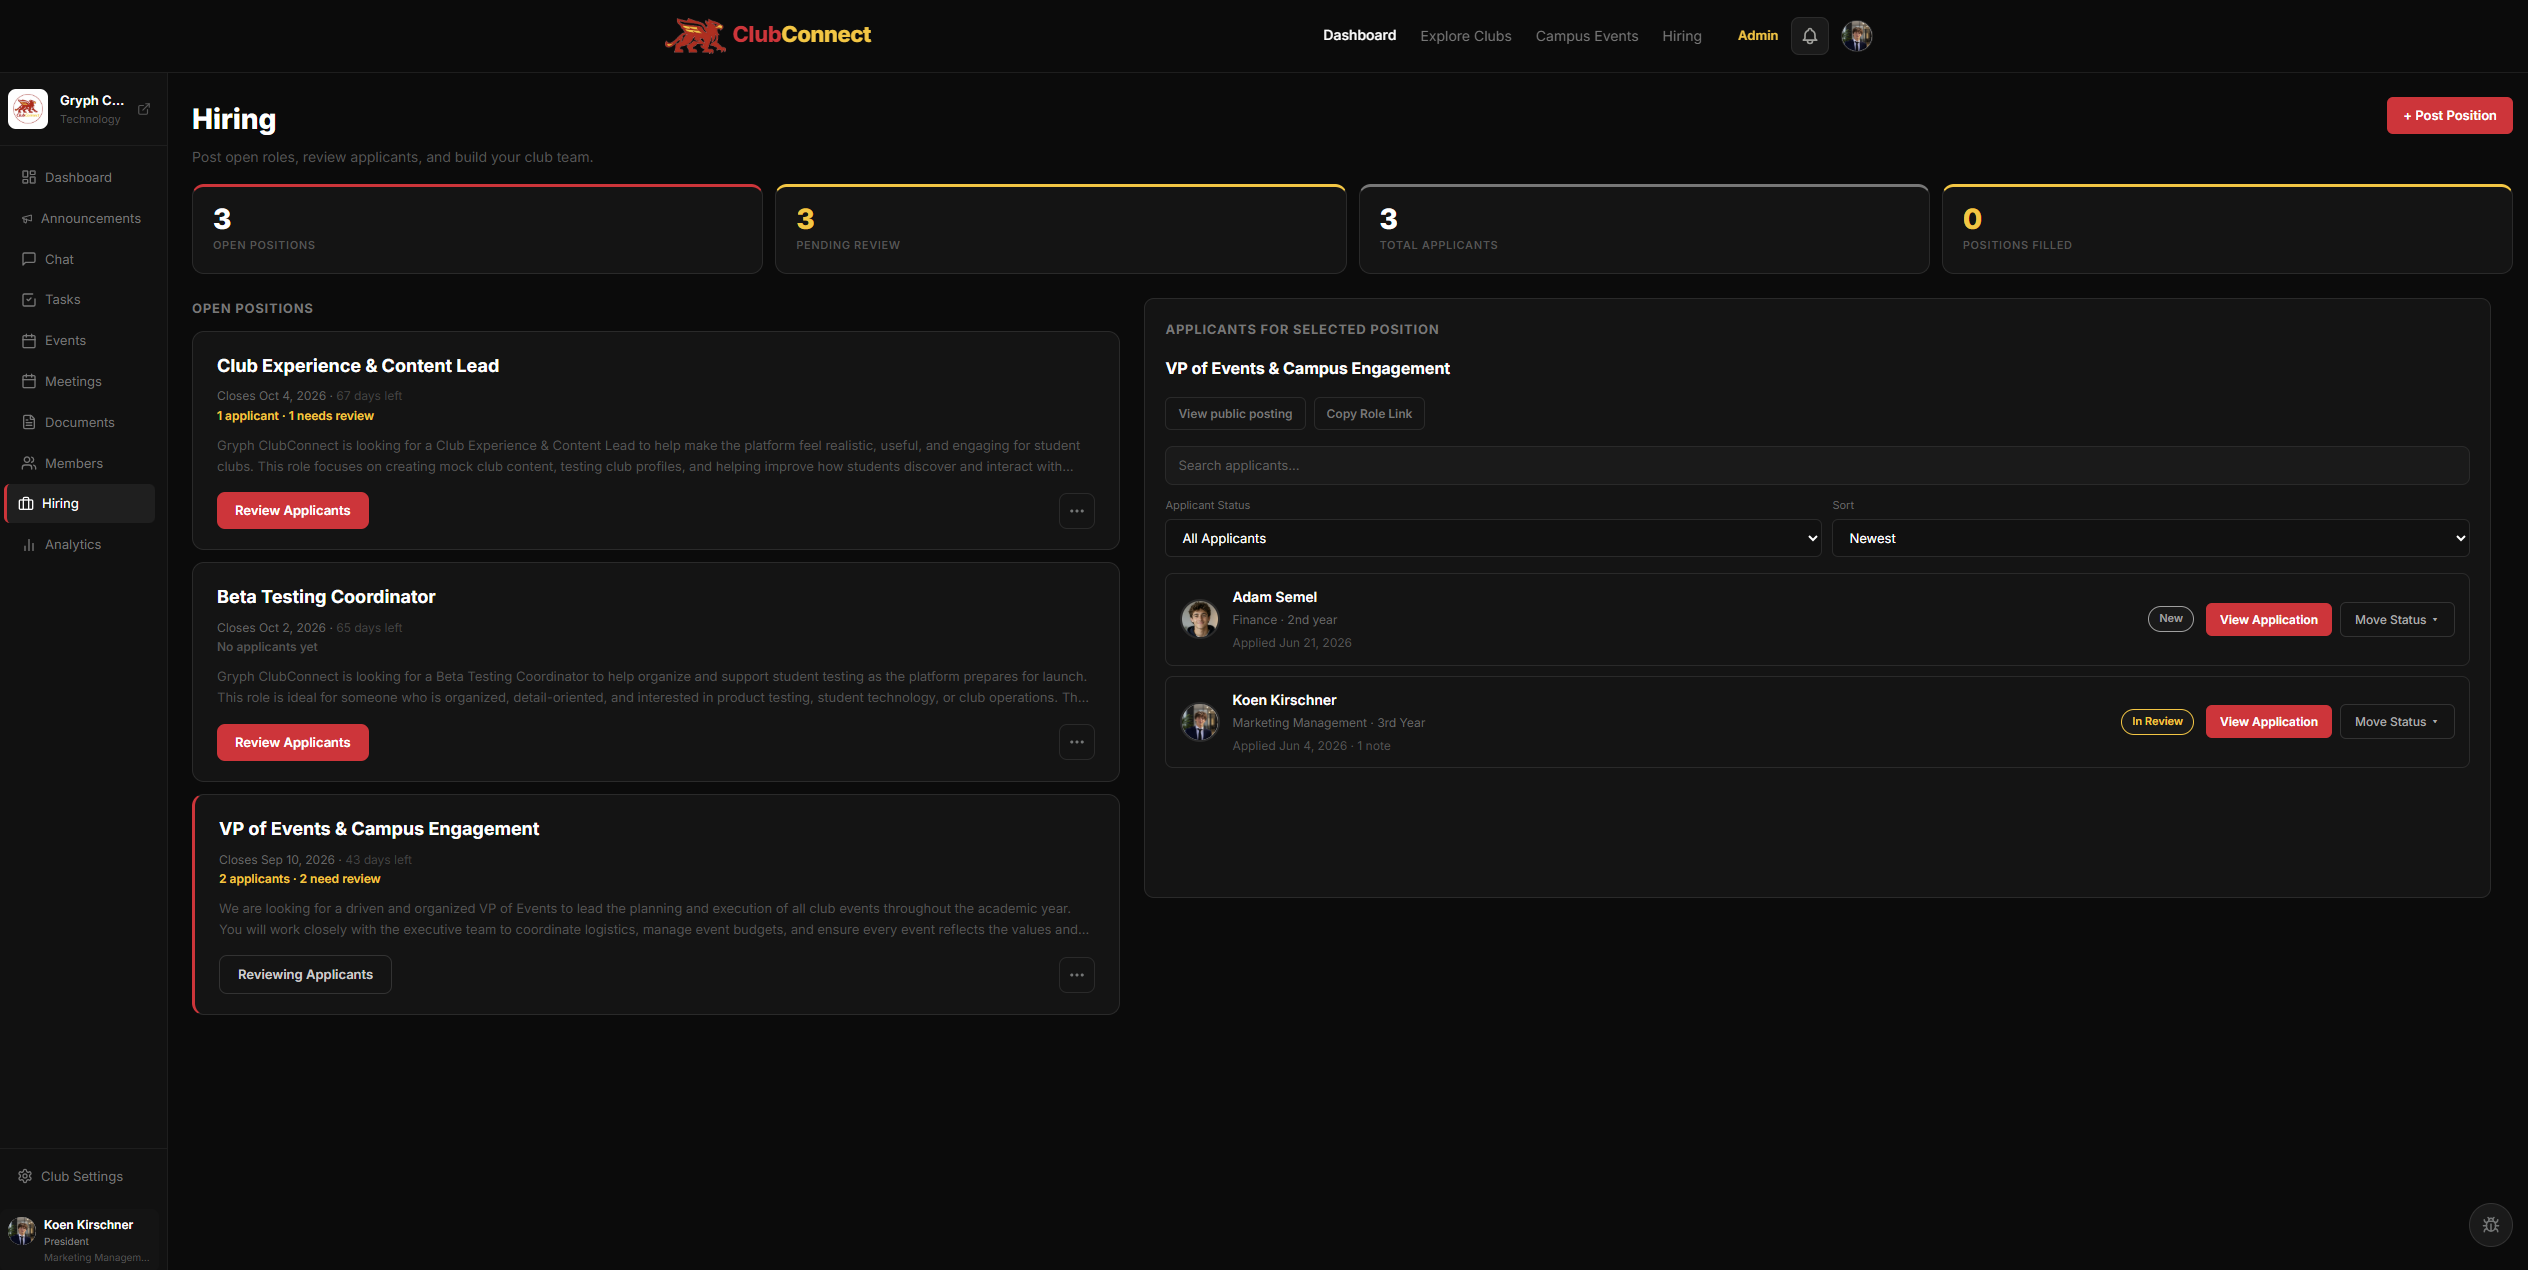 ClubConnect
Dashboard
Explore Clubs
Campus Events
Hiring
Admin
Gryph C...
Technology
Dashboard
Announcements
Chat
Tasks
Events
Meetings
Documents
Members
Hiring
Analytics
Club Settings
Koen Kirschner
President
Marketing Managem...
Hiring
Post open roles, review applicants, and build your club team.
+ Post Position
3
OPEN POSITIONS
3
PENDING REVIEW
3
TOTAL APPLICANTS
0
POSITIONS FILLED
OPEN POSITIONS
Club Experience & Content Lead
Closes Oct 4, 2026 · 67 days left
1 applicant · 1 needs review
Gryph ClubConnect is looking for a Club Experience & Content Lead to help make the platform feel realistic, useful, and engaging for student
clubs. This role focuses on creating mock club content, testing club profiles, and helping improve how students discover and interact with...
Review Applicants
Beta Testing Coordinator
Closes Oct 2, 2026 · 65 days left
No applicants yet
Gryph ClubConnect is looking for a Beta Testing Coordinator to help organize and support student testing as the platform prepares for launch.
This role is ideal for someone who is organized, detail-oriented, and interested in product testing, student technology, or club operations. Th...
Review Applicants
VP of Events & Campus Engagement
Closes Sep 10, 2026 · 43 days left
2 applicants · 2 need review
We are looking for a driven and organized VP of Events to lead the planning and execution of all club events throughout the academic year.
You will work closely with the executive team to coordinate logistics, manage event budgets, and ensure every event reflects the values and...
Reviewing Applicants
APPLICANTS FOR SELECTED POSITION
VP of Events & Campus Engagement
View public posting
Copy Role Link
Search applicants...
Applicant Status
Sort
All Applicants
Newest
Adam Semel
Finance · 2nd year
Applied Jun 21, 2026
New
View Application
Move Status
Koen Kirschner
Marketing Management · 3rd Year
Applied Jun 4, 2026 · 1 note
In Review
View Application
Move Status